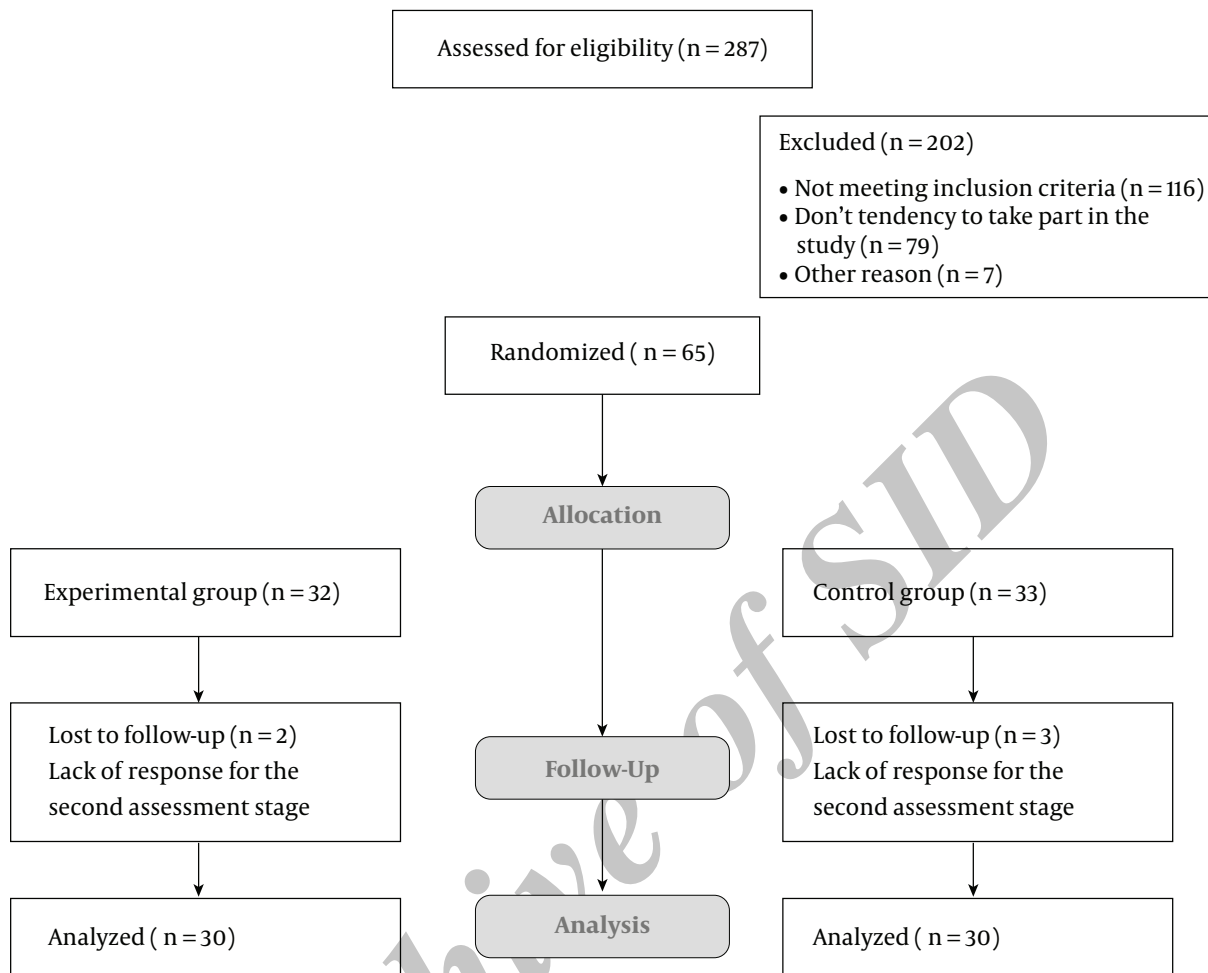 Assessed for eligibility (n = 287)
Excluded (n = 202)
• Not meeting inclusion criteria (n = 116)
• Don't tendency to take part in the
study (n = 79)
• Other reason (n = 7)
Randomized ( n = 65)
Allocation
Experimental group (n = 32)
Control group (n = 33)
Lost to follow-up (n = 2)
Lack of response for the
second assessment stage
Follow-Up
Lost to follow-up (n = 3)
Lack of response for the
second assessment stage
Analyzed ( n = 30)
Analysis
Analyzed ( n = 30)
hive of SID